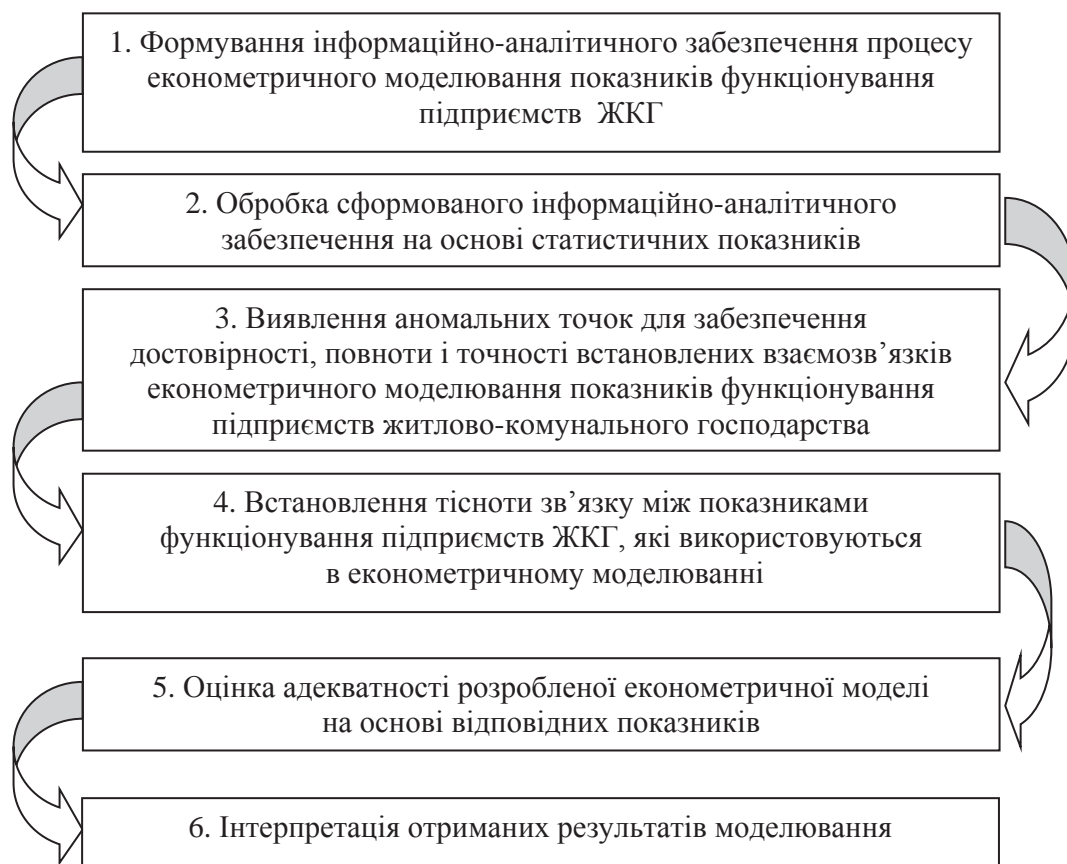 1. Формування інформаційно-аналітичного забезпечення процесу
економетричного моделювання показників функціонування
підприємств ЖКГ
2. Обробка сформованого інформаційно-аналітичного
забезпечення на основі статистичних показників
3. Виявлення аномальних точок для забезпечення
достовірності, повноти і точності встановлених взаємозв’язків
економетричного моделювання показників функціонування
підприємств житлово-комунального господарства
4. Встановлення тісноти зв’язку між показниками
функціонування підприємств ЖКГ, які використовуються
в економетричному моделюванні
5. Оцінка адекватності розробленої економетричної моделі
на основі відповідних показників
6. Інтерпретація отриманих результатів моделювання